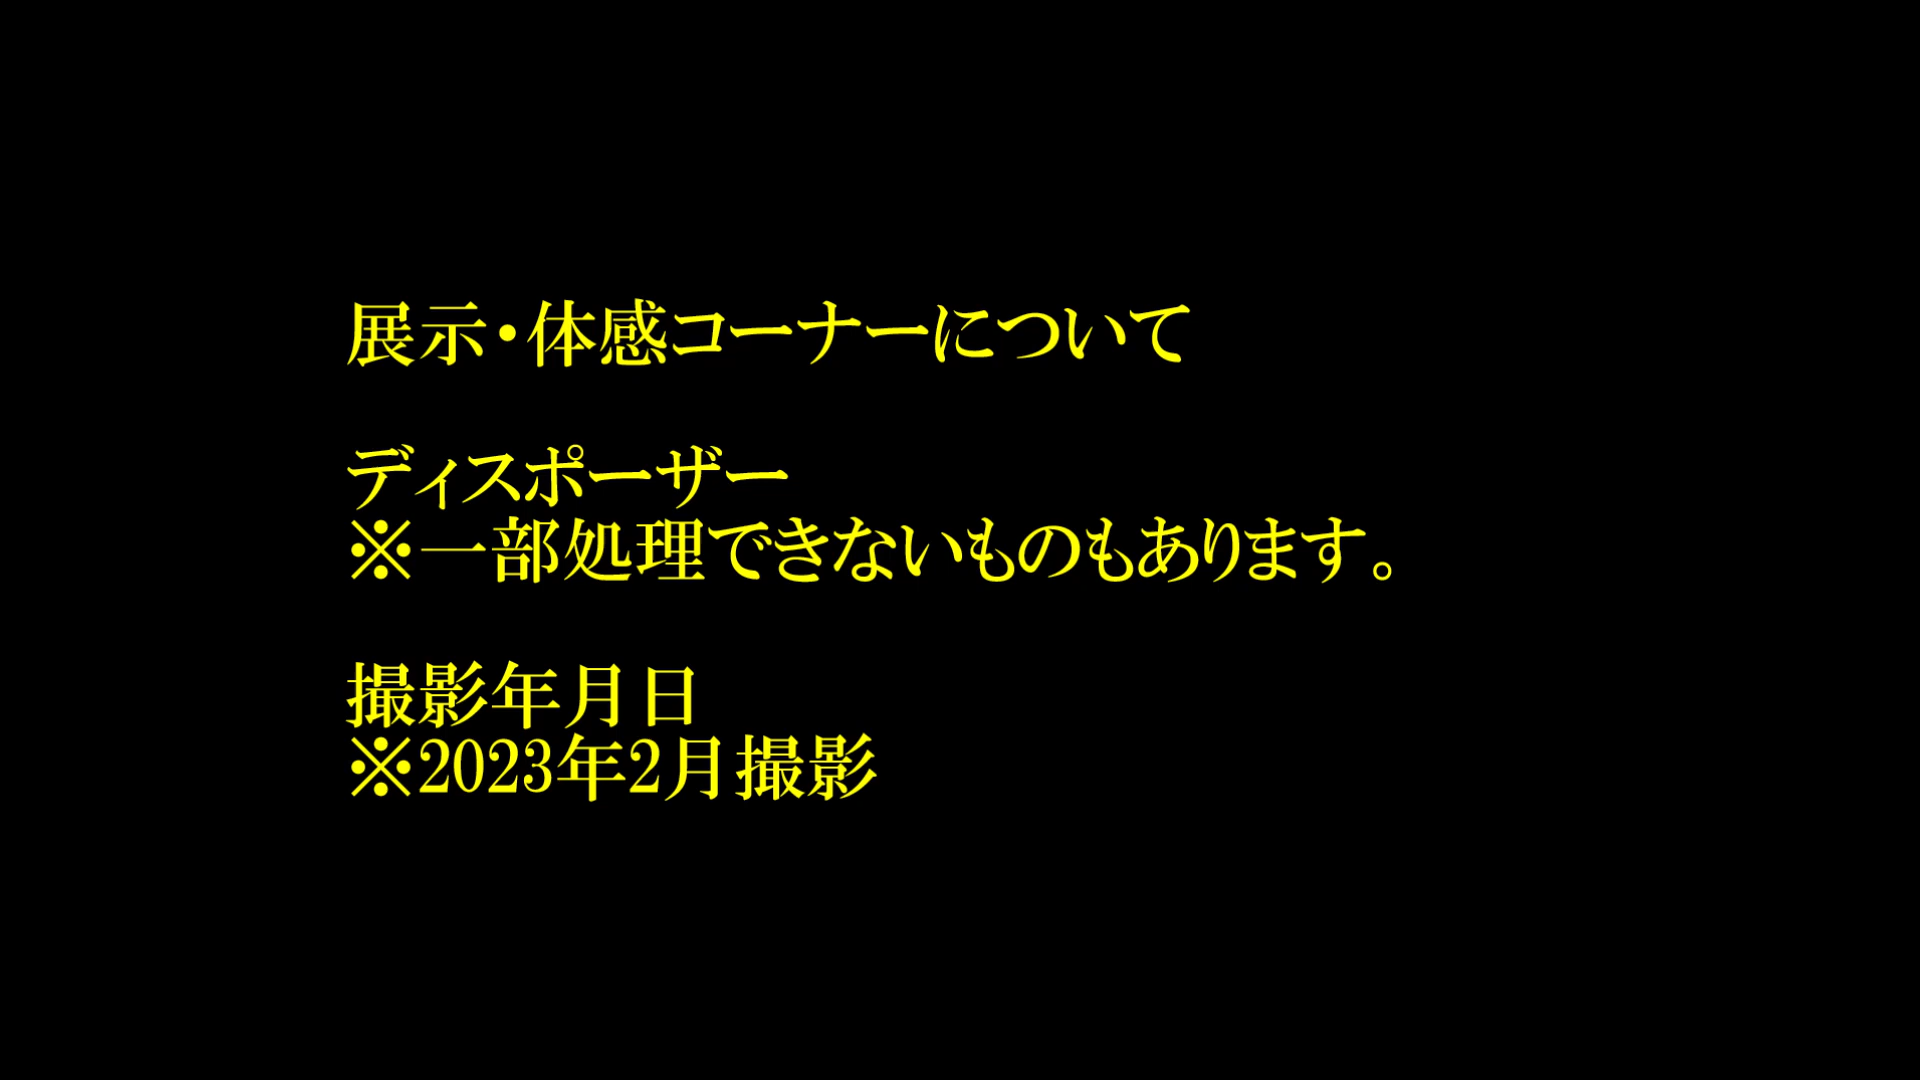 展示・体感コーナーについて
ディスポーザー
※一部処理できないものもあります。
撮影年月日
※2023年2月撮影